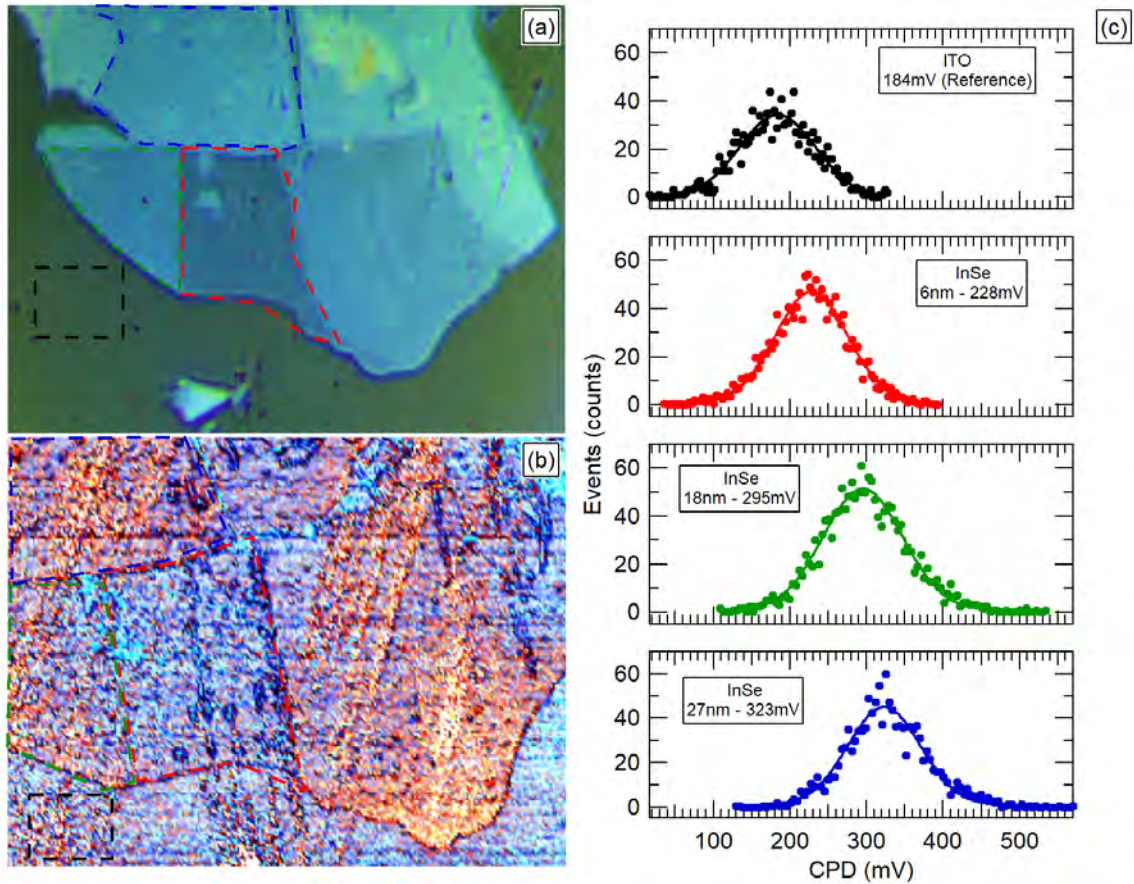 (a)
(b)
(c)
60
40
20
0
ITO
184mV (Reference)
60
40
20
0
InSe
6nm - 228mV
60
40
20
0
InSe
18nm - 295mV
60
40
20
0
InSe
27nm - 323mV
Events (counts)
100 200 300 400 500
CPD (mV)